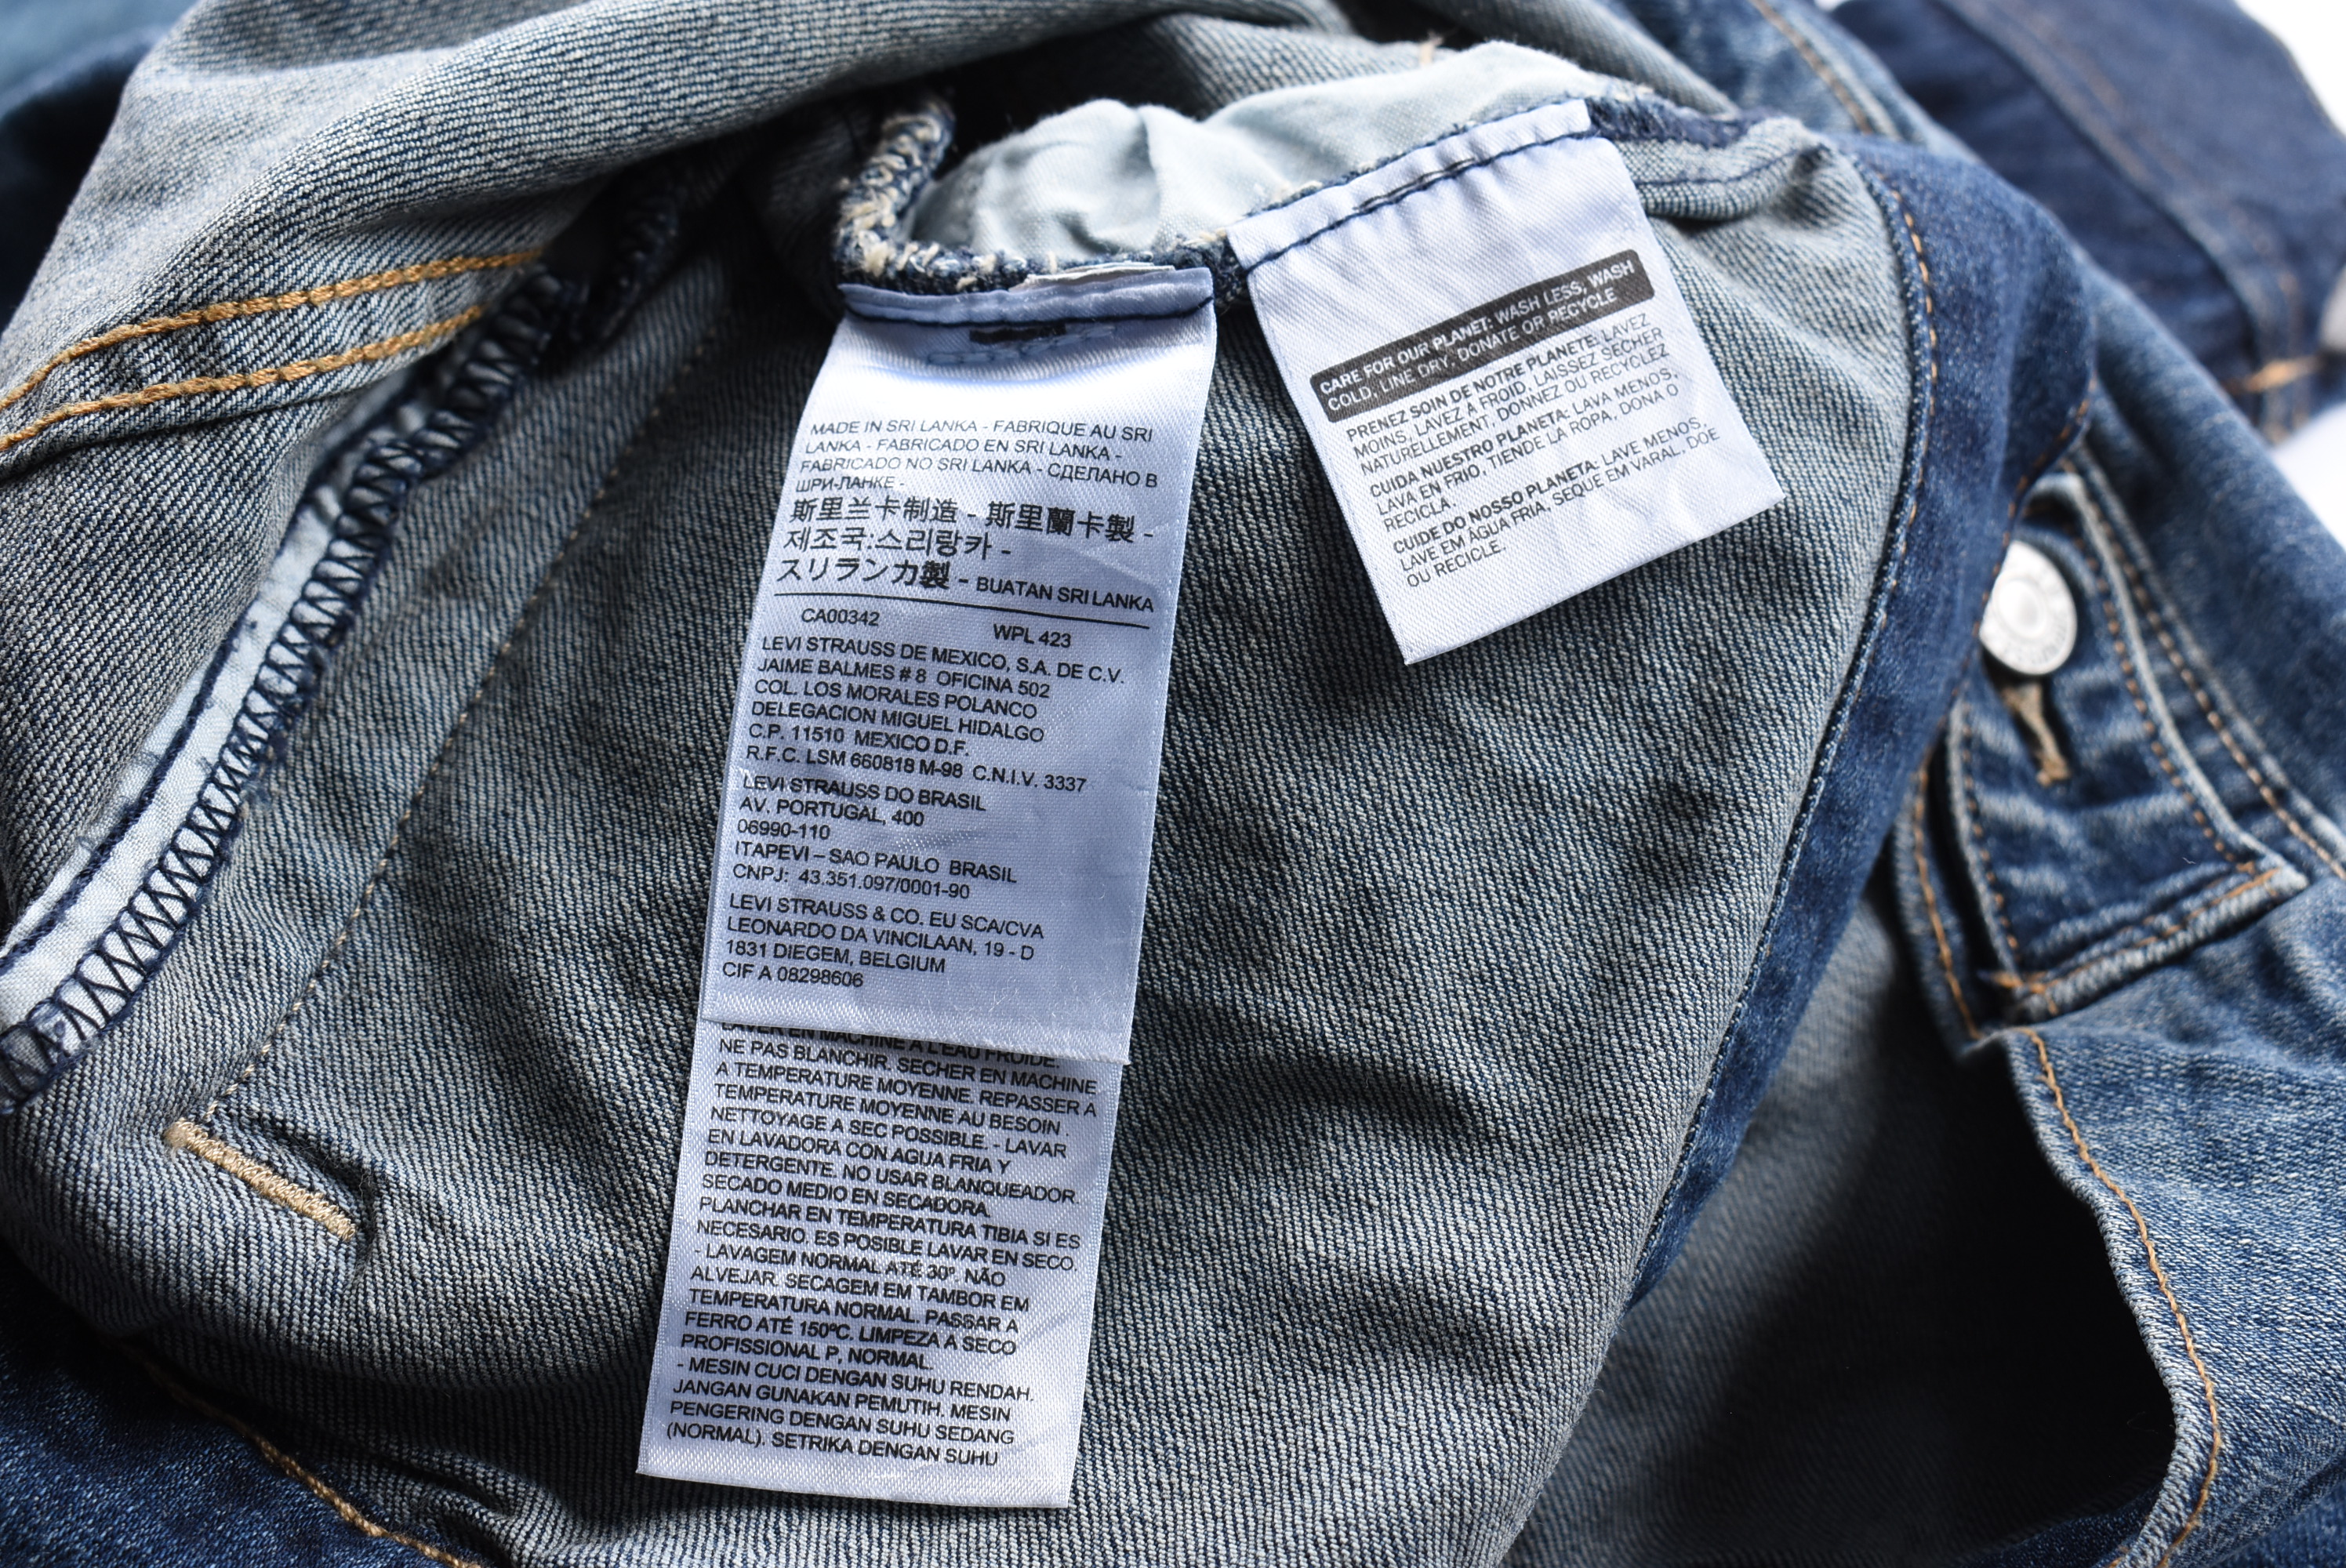 MADE IN SRI LANKA - FABRIQUE AU SRI
LANKA - FABRICADO EN SRI LANKA -
FABRICADO NO SRI LANKA - СДЕЛАНО В
ШРИ-ЛАНКЕ -
斯里兰卡制造 - 斯里蘭卡製 -
제조국:스리랑카 -
スリランカ製 - BUATAN SRI LANKA
CA00342 WPL 423
LEVI STRAUSS DE MEXICO, S.A. DE C.V.
JAIME BALMES # 8 OFICINA 502
COL. LOS MORALES POLANCO
DELEGACION MIGUEL HIDALGO
C.P. 11510 MEXICO D.F.
R.F.C. LSM 660818 M-98 C.N.I.V. 3337
LEVI STRAUSS DO BRASIL
AV. PORTUGAL, 400
06990-110
ITAPEVI – SAO PAULO BRASIL
CNPJ: 43.351.097/0001-90
LEVI STRAUSS & CO. EU SCA/CVA
LEONARDO DA VINCILAAN, 19 - D
1831 DIEGEM, BELGIUM
CIF A 08298606
LAVER EN MACHINE A L'EAU FROIDE.
NE PAS BLANCHIR. SECHER EN MACHINE
A TEMPERATURE MOYENNE. REPASSER A
TEMPERATURE MOYENNE AU BESOIN.
NETTOYAGE A SEC POSSIBLE. - LAVAR
EN LAVADORA CON AGUA FRIA Y
DETERGENTE. NO USAR BLANQUEADOR.
SECADO MEDIO EN SECADORA.
PLANCHAR EN TEMPERATURA TIBIA SI ES
NECESARIO. ES POSIBLE LAVAR EN SECO.
- LAVAGEM NORMAL ATÉ 30º. NÃO
ALVEJAR. SECAGEM EM TAMBOR EM
TEMPERATURA NORMAL. PASSAR A
FERRO ATÉ 150ºC. LIMPEZA A SECO
PROFISSIONAL P, NORMAL.
- MESIN CUCI DENGAN SUHU RENDAH.
JANGAN GUNAKAN PEMUTIH. MESIN
PENGERING DENGAN SUHU SEDANG
(NORMAL). SETRIKA DENGAN SUHU
CARE FOR OUR PLANET: WASH LESS, WASH
COLD, LINE DRY, DONATE OR RECYCLE
PRENEZ SOIN DE NOTRE PLANETE: LAVEZ
MOINS, LAVEZ À FROID, LAISSEZ SÉCHER
NATURELLEMENT, DONNEZ OU RECYCLEZ
CUIDA NUESTRO PLANETA: LAVA MENOS,
LAVA EN FRIO, TIENDE LA ROPA, DONA O
RECICLA.
CUIDE DO NOSSO PLANETA: LAVE MENOS,
LAVE EM ÁGUA FRIA, SEQUE EM VARAL, DOE
OU RECICLE.